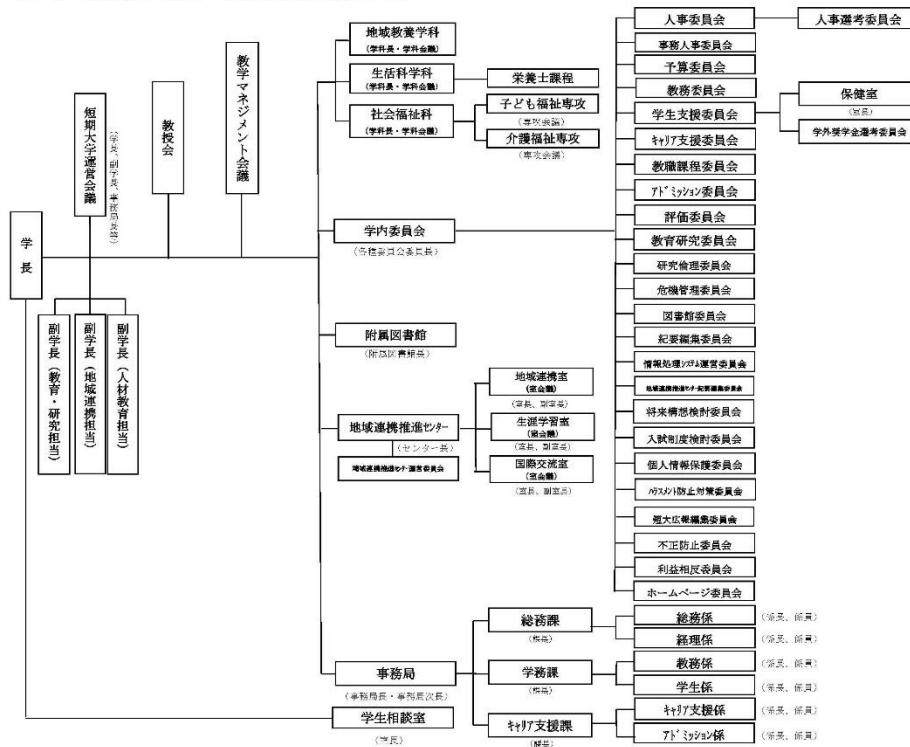 学長
短期大学運営会議
(学長、副学長、事務局長等)
教授会
教学マネジメント会議
副学長(教育・研究担当)
副学長(地域連携担当)
副学長(人材教育担当)
地域教養学科
(学科長・学科会議)
生活科学科
(学科長・学科会議)
栄養士課程
社会福祉科
(学科長・学科会議)
子ども福祉専攻
(専攻会議)
介護福祉専攻
(専攻会議)
学内委員会
(各種委員会委員長)
附属図書館
(附属図書館長)
地域連携推進センター
(センター長)
地域連携推進センター運営委員会
地域連携室
(室会議)
(室長、副室長)
生涯学習室
(室会議)
(室長、副室長)
国際交流室
(室会議)
(室長、副室長)
人事委員会
人事選考委員会
事務人事委員会
予算委員会
教務委員会
学生支援委員会
保健室
(室長)
学外奨学金選考委員会
キャリア支援委員会
教職課程委員会
アドミッション委員会
評価委員会
教育研究委員会
研究倫理委員会
危機管理委員会
図書館委員会
紀要編集委員会
情報処理システム運営委員会
地域連携推進センター紀要編集委員会
将来構想検討委員会
入試制度検討委員会
個人情報保護委員会
ハラスメント防止対策委員会
短大広報編集委員会
不正防止委員会
利益相反委員会
ホームページ委員会
事務局
(事務局長・事務局次長)
総務課
(課長)
総務係
(係長、係員)
経理係
(係長、係員)
学務課
(課長)
教務係
(係長、係員)
学生係
(係長、係員)
キャリア支援課
(課長)
キャリア支援係
(係長、係員)
アドミッション係
(係長、係員)
学生相談室
(室長)